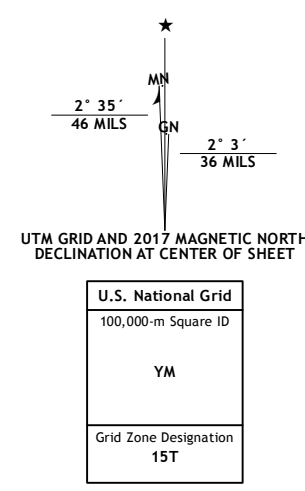 MN
2° 35´
46 MILS
GN
2° 3´
36 MILS
UTM GRID AND 2017 MAGNETIC NORTH
DECLINATION AT CENTER OF SHEET
U.S. National Grid
100,000-m Square ID
YM
Grid Zone Designation
15T